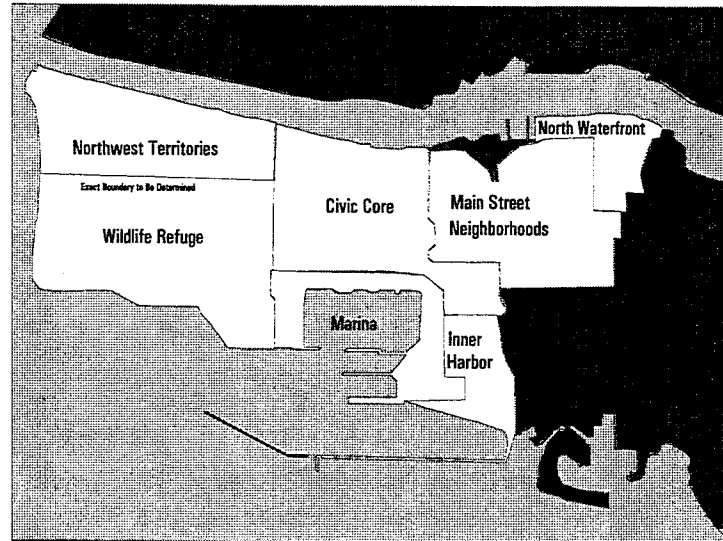 North Waterfront
Northwest Territories
Exact Boundary to Be Determined
Civic Core
Main Street
Neighborhoods
Wildlife Refuge
Marina
Inner
Harbor